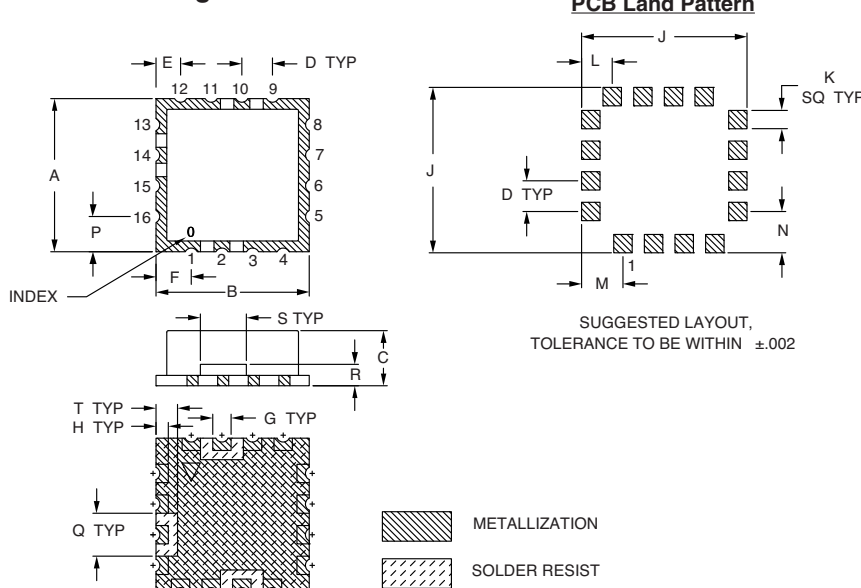 PCB Land Pattern
E
D TYP
12 11 10 9
13
14
15
16
8
7
6
5
A
P
0
1 2 3 4
F
B
INDEX
J
L
K
SQ TYP
J
D TYP
N
1
M
SUGGESTED LAYOUT,
TOLERANCE TO BE WITHIN ±.002
S TYP
C
R
T TYP
H TYP
G TYP
Q TYP
METALLIZATION
SOLDER RESIST